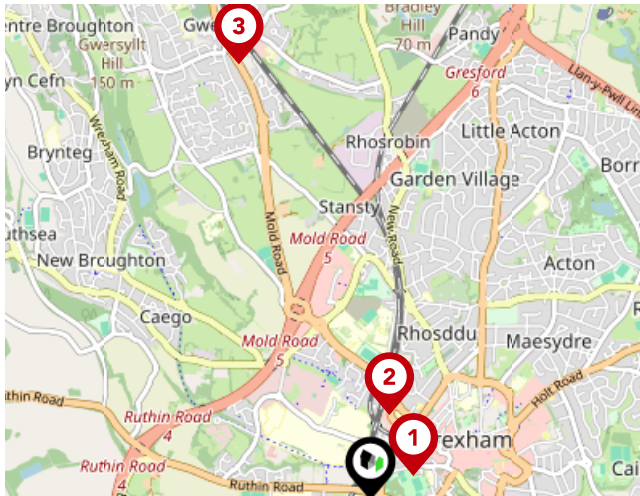 entre Broughton
Gwersyllt
Hill
150 m
Gwe
3
Bradley
Hill
70 m
Pandy
Gresford
6
Llan-y-Pwll Lin
yn Cefn
Wrexham Road
Brynteg
Rhosrobin
Little Acton
Borr
Garden Village
Stansty
New Road
uthsea
Mold Road
Mold Road
5
New Broughton
Acton
R
Caego
Rhosddu
Maesydre
Mold Road
5
2
Holt Road
thin Road
Ruthin Road
4
1
rexham
Ruthin Road
4
Ruthin Road
Cai